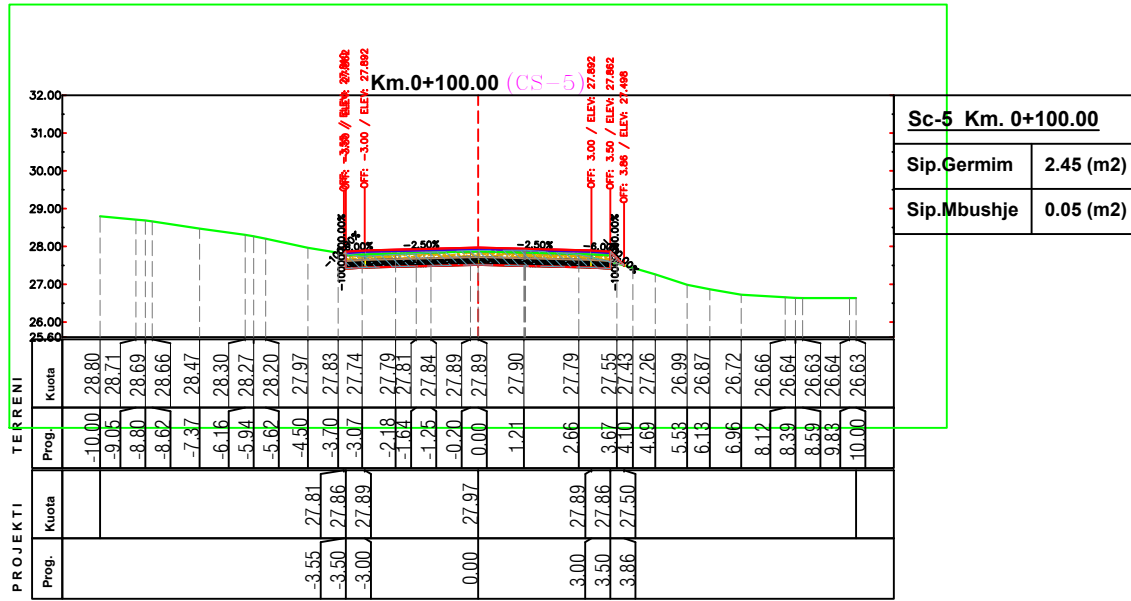 Km.0+100.00 (CS-5)
OFF: -3.00 / ELEV: 27.892
OFF: 3.00 / ELEV: 27.892
OFF: 3.50 / ELEV: 27.862
OFF: 3.86 / ELEV: 27.498
32.00
31.00
30.00
29.00
28.00
27.00
26.00
25.60
-2.50% -2.50%
Sc-5 Km. 0+100.00
Sip.Germim 2.45 (m2)
Sip.Mbushje 0.05 (m2)
TERRENI
Kuota 28.80 28.71 28.69 28.66 28.47 28.30 28.27 28.20 27.97 27.83 27.74 27.79 27.81 27.84 27.89 27.89 27.90 27.79 27.55 27.43 27.26 26.99 26.87 26.72 26.66 26.64 26.63 26.64 26.63
Prog. -10.00 -9.05 -8.80 -8.62 -7.37 -6.16 -5.94 -5.62 -4.50 -3.70 -3.07 -2.18 -1.64 -1.25 -0.20 0.00 1.21 2.66 3.67 4.10 4.69 5.53 6.13 6.96 8.12 8.39 8.59 9.83 10.00
PROJEKTI
Kuota 27.81 27.86 27.89 27.97 27.89 27.86 27.50
Prog. -3.55 -3.50 -3.00 0.00 3.00 3.50 3.86